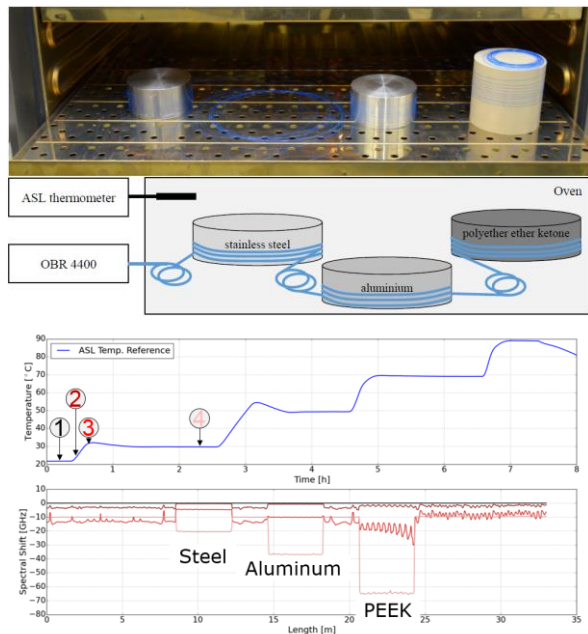 ASL thermometer
Oven
stainless steel
polyether ether ketone
OBR 4400
aluminium
90
ASL Temp. Reference
80
70
60
50
40
30
20
Temperature [°C]
1
2
3
4
0 1 2 3 4 5 6 7 8
Time [h]
10
0
−10
−20
−30
−40
−50
−60
−70
−80
Spectral Shift [GHz]
Steel
Aluminum
PEEK
0 5 10 15 20 25 30 35
Length [m]